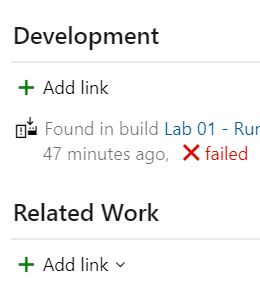 Development
Add link
Found in build Lab 01 - Rur
47 minutes ago, failed
Related Work
Add link